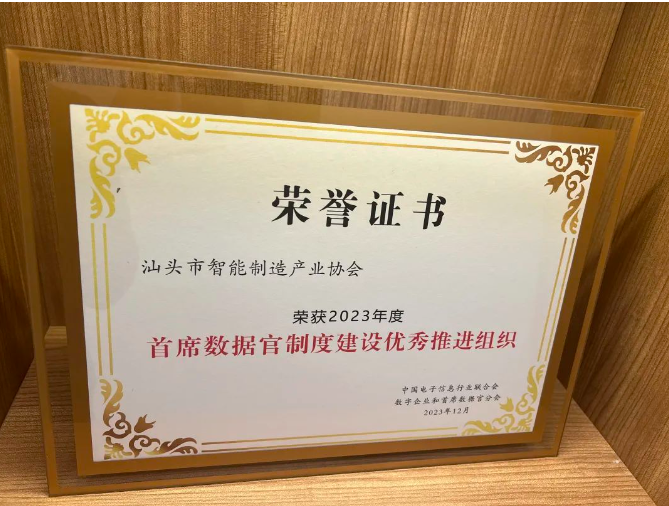 荣誉证书
汕头市智能制造产业协会
荣获2023年度
首席数据官制度建设优秀推进组织
中国电子信息行业联合会
数字企业和首席数据官分会
2023年12月